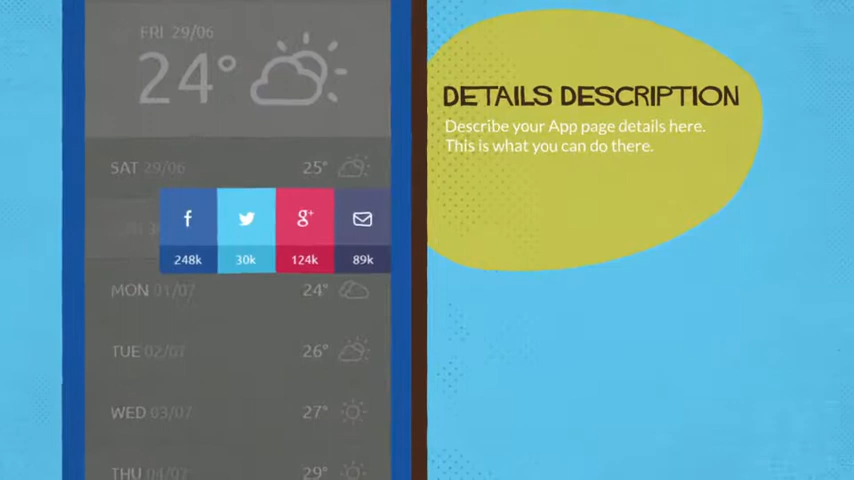 FRI 29/06
24°
SAT 29/06 25°
f g+
248k 30k 124k 89k
MON 01/07 24°
TUE 02/07 26°
WED 03/07 27°
THU 04/07 29°
DETAILS DESCRIPTION
Describe your App page details here.
This is what you can do there.